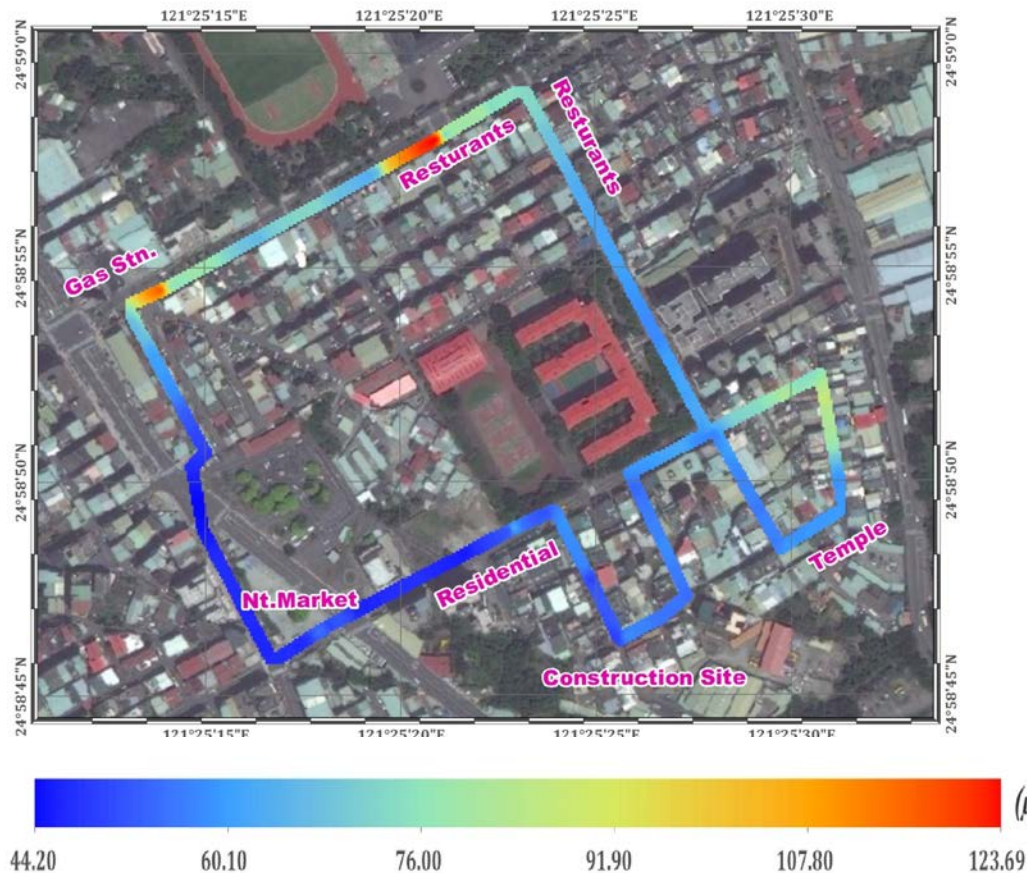 121°25'15"E 121°25'20"E 121°25'25"E 121°25'30"E
24°59'0"N 24°59'0"N
Resturants
Resturants
Gas Stn.
24°58'55"N 24°58'55"N
24°58'50"N 24°58'50"N
Temple
Residential
Nt.Market
Construction Site
24°58'45"N 24°58'45"N
121°25'15"E 121°25'20"E 121°25'25"E 121°25'30"E
44.20 60.10 76.00 91.90 107.80 123.69